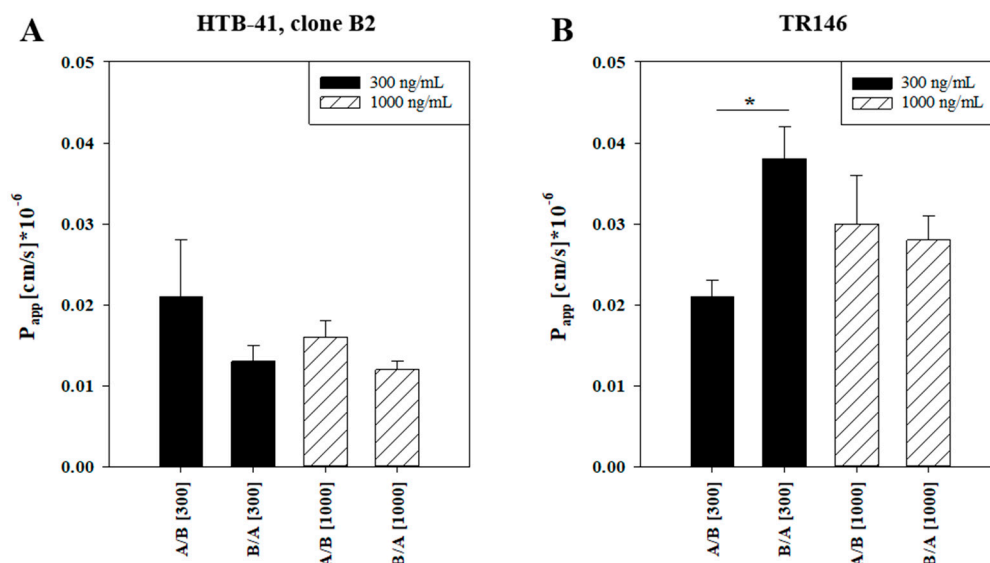 A
HTB-41, clone B2
0.05
0.04
0.03
0.02
0.01
0.00
P_app [cm/s]*10^-6
300 ng/mL
1000 ng/mL
A/B [300]
B/A [300]
A/B [1000]
B/A [1000]
B
TR146
0.05
0.04
0.03
0.02
0.01
0.00
P_app [cm/s]*10^-6
300 ng/mL
1000 ng/mL
*
A/B [300]
B/A [300]
A/B [1000]
B/A [1000]